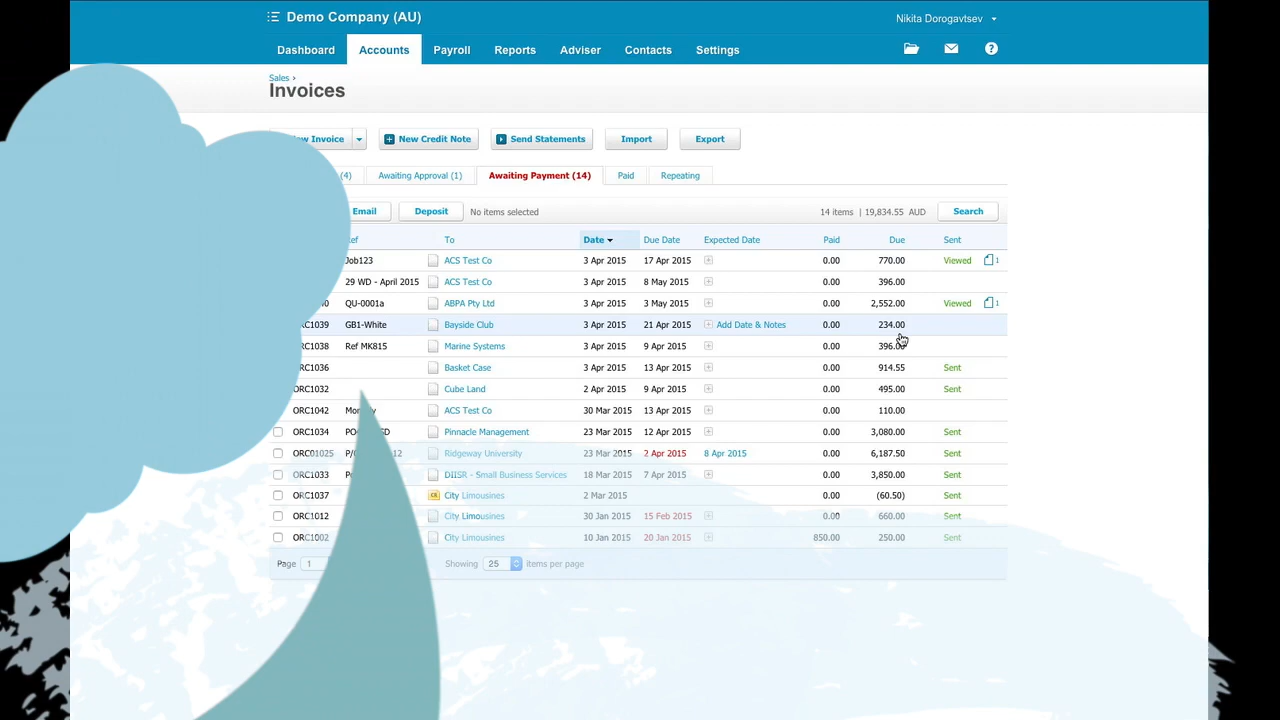 Demo Company (AU)
Nikita Dorogavtsev
Dashboard Accounts Payroll Reports Adviser Contacts Settings
Sales ›
Invoices
Invoice New Credit Note Send Statements Import Export
(4) Awaiting Approval (1) Awaiting Payment (14) Paid Repeating
Email Deposit No items selected 14 items | 19,834.55 AUD Search
To Date Due Date Expected Date Paid Due Sent
Job123 ACS Test Co 3 Apr 2015 17 Apr 2015 0.00 770.00 Viewed 1
29 WD - April 2015 ACS Test Co 3 Apr 2015 8 May 2015 0.00 396.00
QU-0001a ABPA Pty Ltd 3 Apr 2015 3 May 2015 0.00 2,552.00 Viewed 1
RC1039 GB1-White Bayside Club 3 Apr 2015 21 Apr 2015 Add Date & Notes 0.00 234.00
ORC1038 Ref MK815 Marine Systems 3 Apr 2015 9 Apr 2015 0.00 396.00
ORC1036 Basket Case 3 Apr 2015 13 Apr 2015 0.00 914.55 Sent
ORC1032 Cube Land 2 Apr 2015 9 Apr 2015 0.00 495.00 Sent
ORC1042 ACS Test Co 30 Mar 2015 13 Apr 2015 0.00 110.00
ORC1034 Pinnacle Management 23 Mar 2015 12 Apr 2015 0.00 3,080.00 Sent
ORC01025 Ridgeway University 23 Mar 2015 2 Apr 2015 8 Apr 2015 0.00 6,187.50 Sent
ORC1033 DIISR - Small Business Services 18 Mar 2015 7 Apr 2015 0.00 3,850.00 Sent
ORC1037 City Limousines 2 Mar 2015 0.00 (60.50) Sent
ORC1012 City Limousines 30 Jan 2015 15 Feb 2015 0.00 660.00 Sent
ORC1002 City Limousines 10 Jan 2015 20 Jan 2015 850.00 250.00 Sent
Page 1 Showing 25 items per page